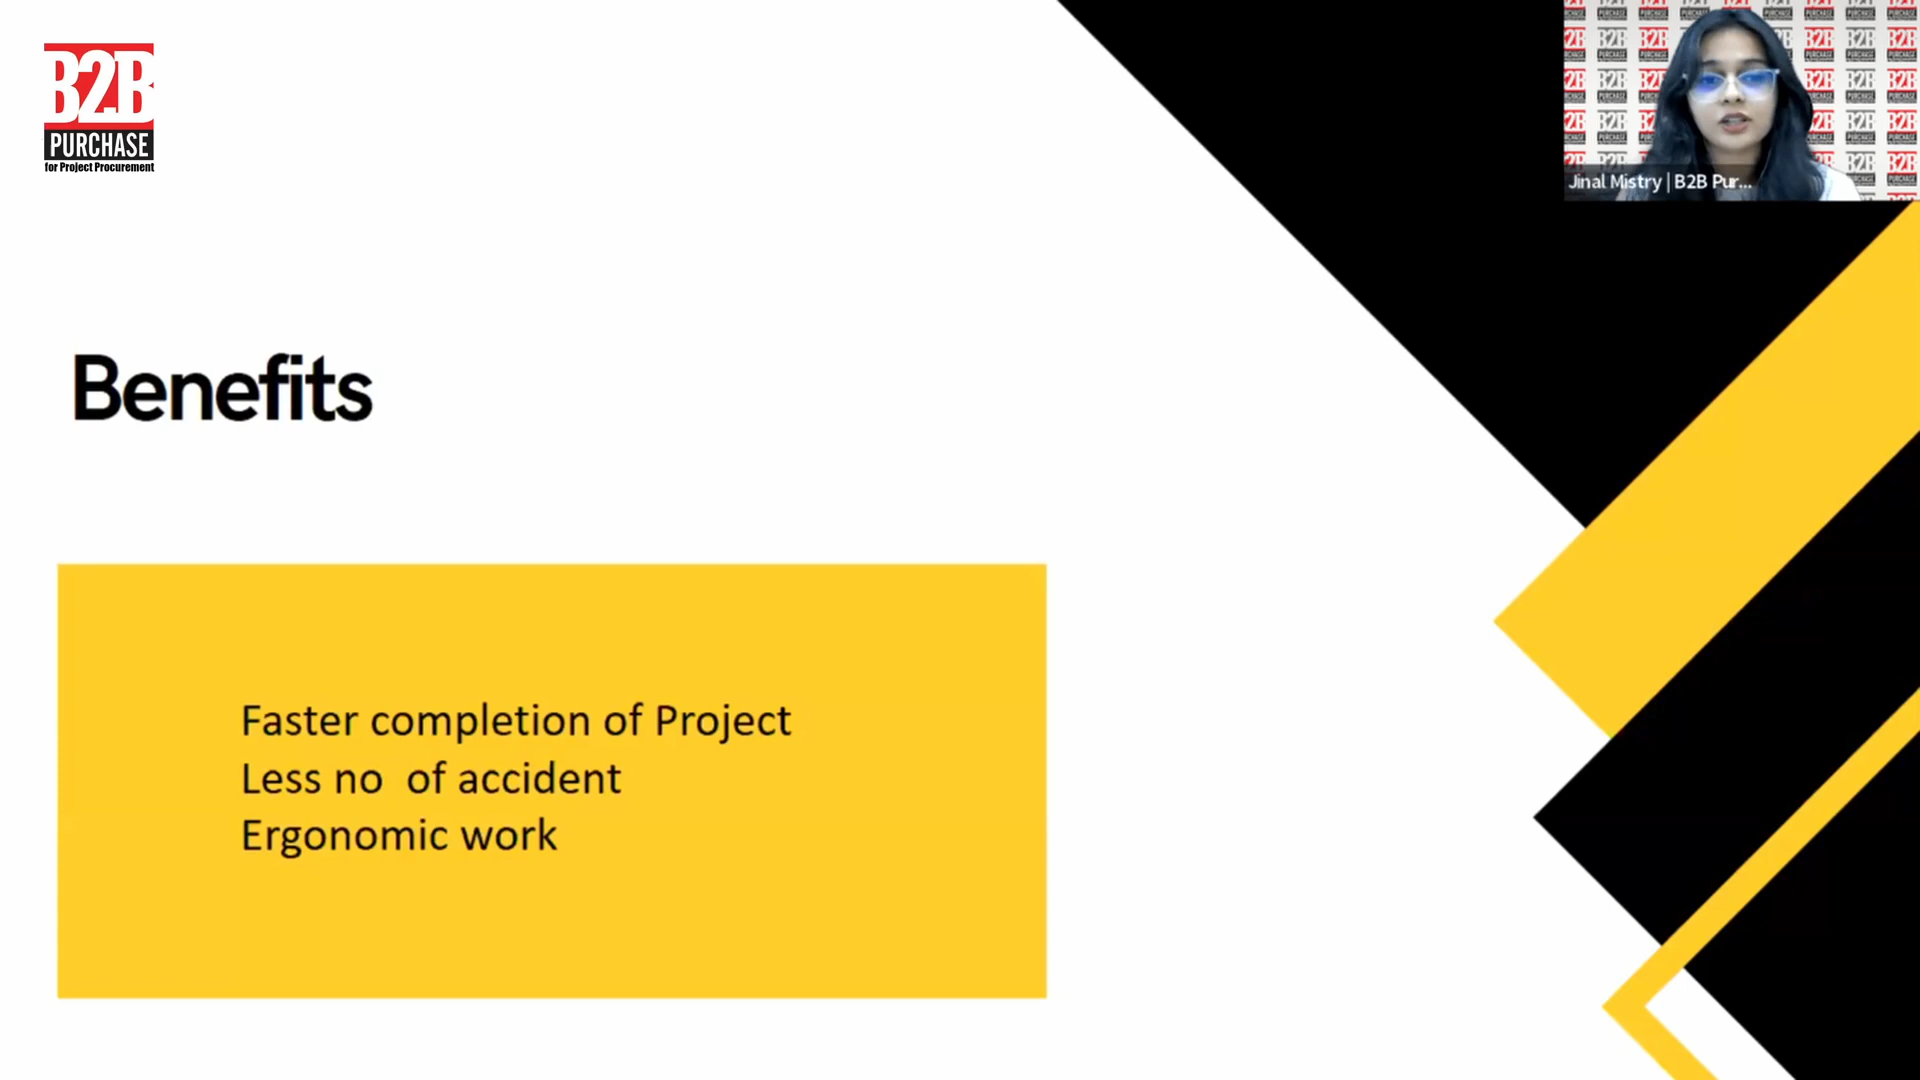 B2B
PURCHASE
for Project Procurement
Jinal Mistry | B2B Pur...
Benefits
Faster completion of Project
Less no  of accident
Ergonomic work